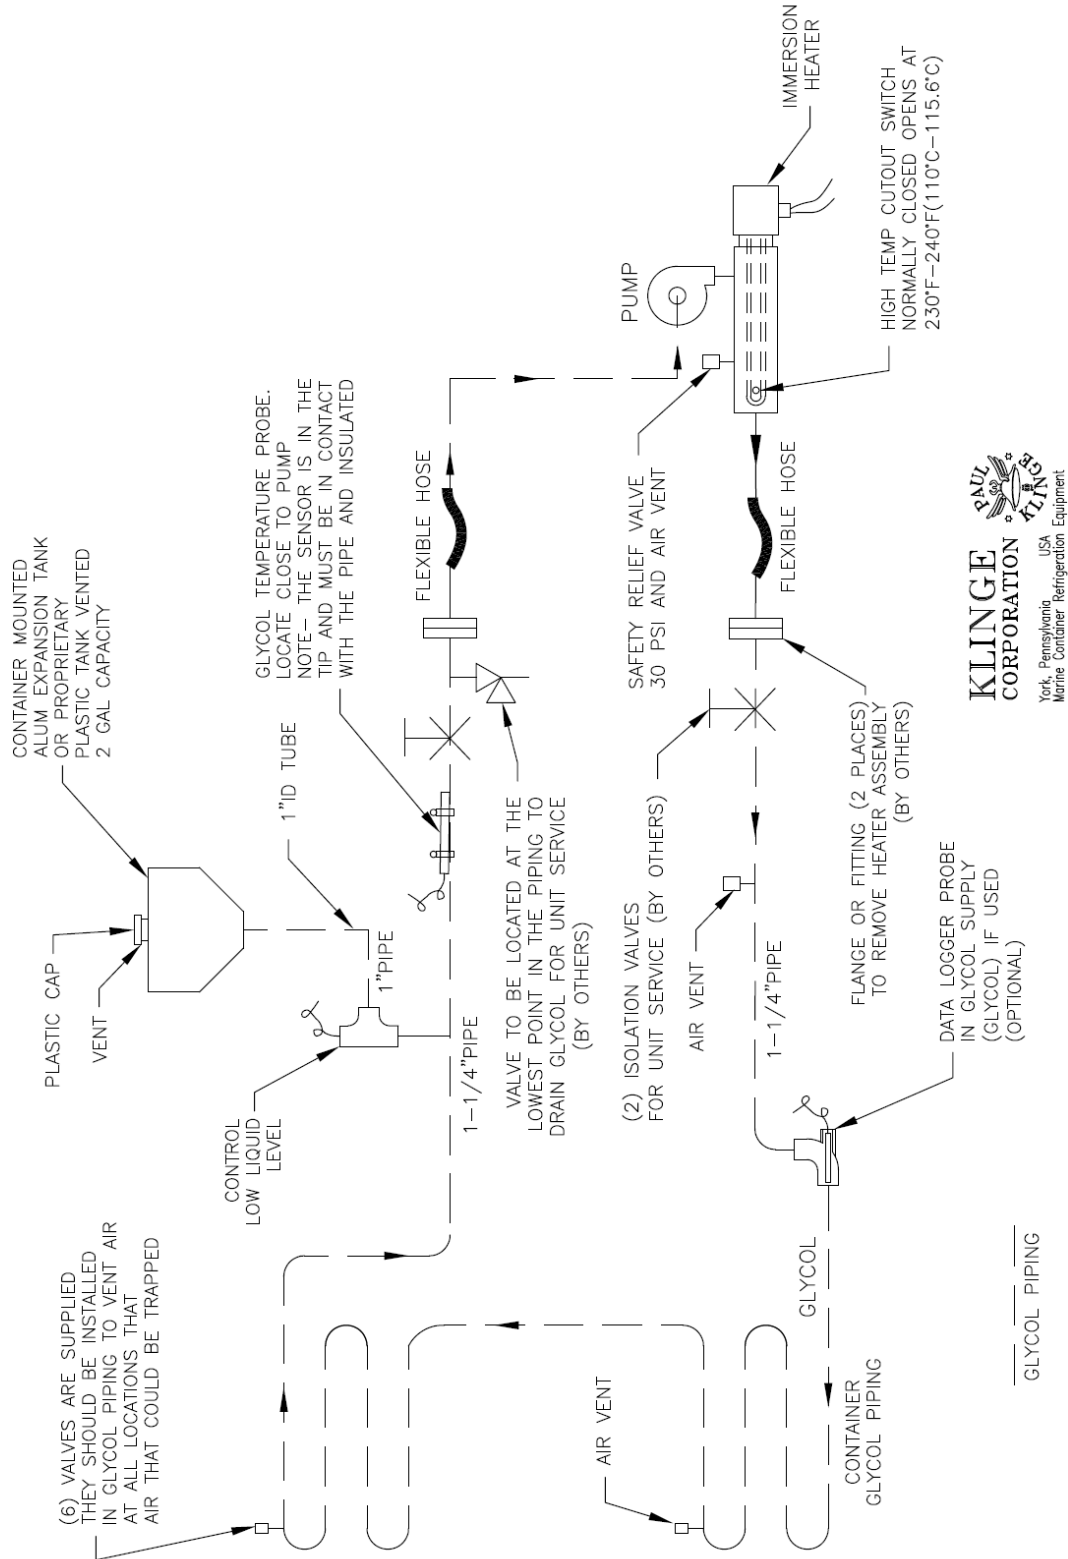 (6) VALVES ARE SUPPLIED
THEY SHOULD BE INSTALLED
IN GLYCOL PIPING TO VENT AIR
AT ALL LOCATIONS THAT
AIR THAT COULD BE TRAPPED
PLASTIC CAP
VENT
CONTAINER MOUNTED
ALUM EXPANSION TANK
OR PROPRIETARY
PLASTIC TANK VENTED
2 GAL CAPACITY
CONTROL
LOW LIQUID
LEVEL
1"PIPE
1"ID TUBE
GLYCOL TEMPERATURE PROBE.
LOCATE CLOSE TO PUMP
NOTE- THE SENSOR IS IN THE
TIP AND MUST BE IN CONTACT
WITH THE PIPE AND INSULATED
FLEXIBLE HOSE
1-1/4"PIPE
VALVE TO BE LOCATED AT THE
LOWEST POINT IN THE PIPING TO
DRAIN GLYCOL FOR UNIT SERVICE
(BY OTHERS)
PUMP
IMMERSION
HEATER
(2) ISOLATION VALVES
FOR UNIT SERVICE (BY OTHERS)
SAFETY RELIEF VALVE
30 PSI AND AIR VENT
AIR VENT
AIR VENT
1-1/4"PIPE
FLEXIBLE HOSE
GLYCOL
CONTAINER
GLYCOL PIPING
FLANGE OR FITTING (2 PLACES)
TO REMOVE HEATER ASSEMBLY
(BY OTHERS)
HIGH TEMP CUTOUT SWITCH
NORMALLY CLOSED OPENS AT
230°F-240°F(110°C-115.6°C)
DATA LOGGER PROBE
IN GLYCOL SUPPLY
(GLYCOL) IF USED
(OPTIONAL)
GLYCOL PIPING
KLINGE
CORPORATION
PAUL
KLINGE
York, Pennsylvania USA
Marine Container Refrigeration Equipment